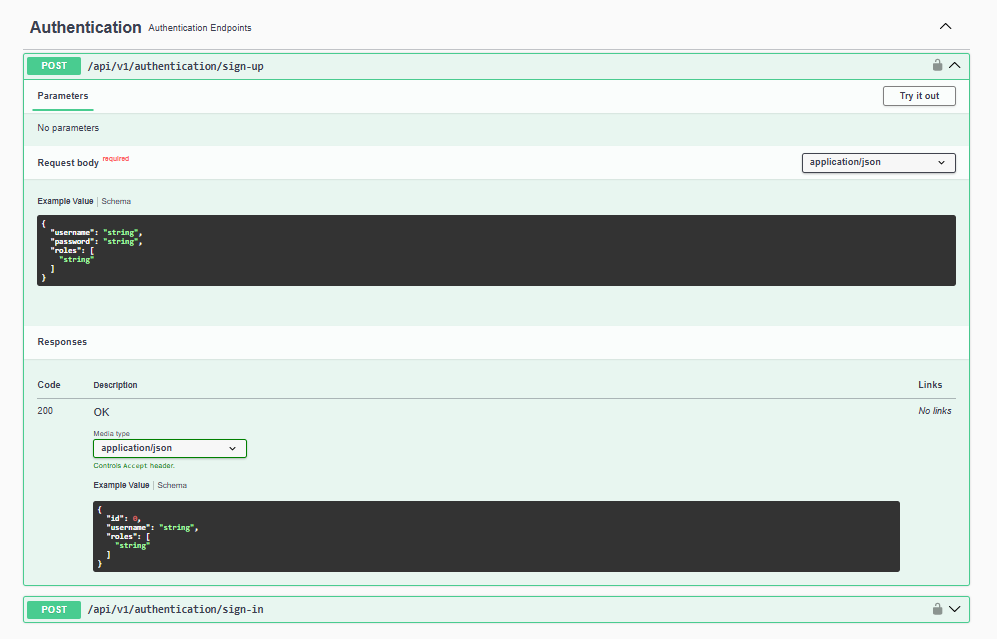 Authentication Authentication Endpoints
POST /api/v1/authentication/sign-up
Parameters Try it out
No parameters
Request body required application/json
Example Value | Schema
{
  "username": "string",
  "password": "string",
  "roles": [
    "string"
  ]
}
Responses
Code Description Links
200 OK No links
Media type
application/json
Controls Accept header.
Example Value | Schema
{
  "id": 0,
  "username": "string",
  "roles": [
    "string"
  ]
}
POST /api/v1/authentication/sign-in